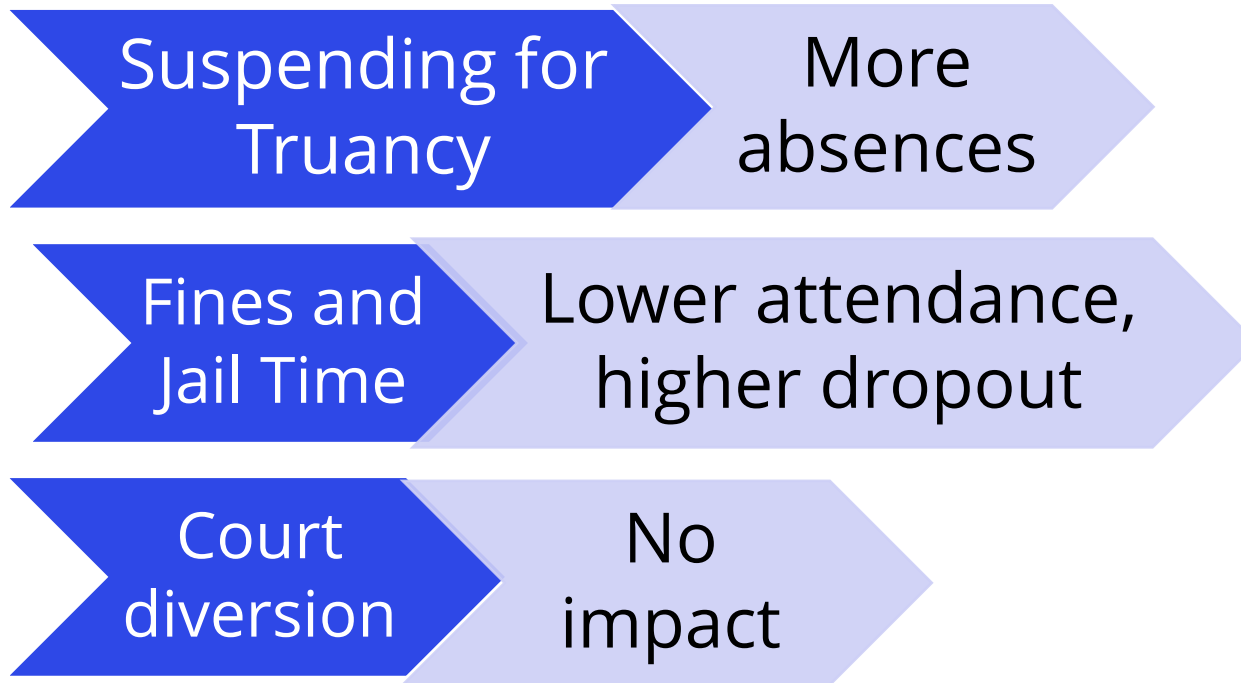 Suspending for
Truancy
More
absences
Fines and
Jail Time
Lower attendance,
higher dropout
Court
diversion
No
impact